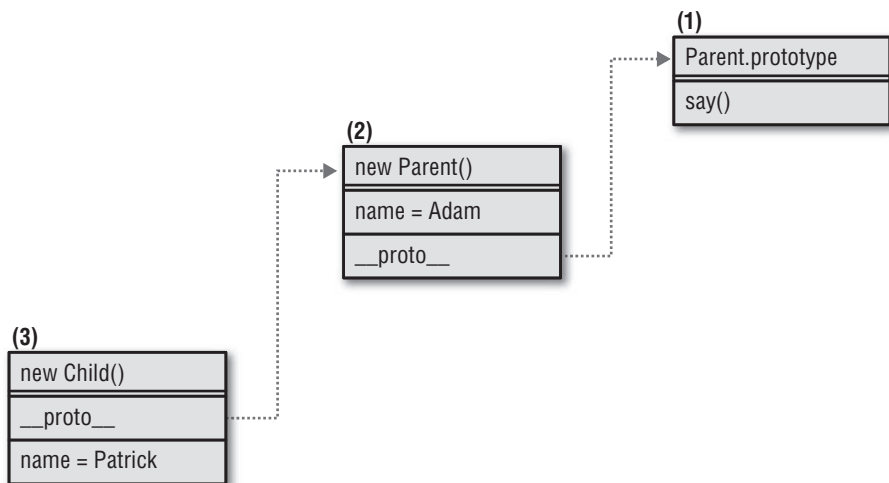 (1)
Parent.prototype
say()
(2)
new Parent()
name = Adam
__proto__
(3)
new Child()
__proto__
name = Patrick